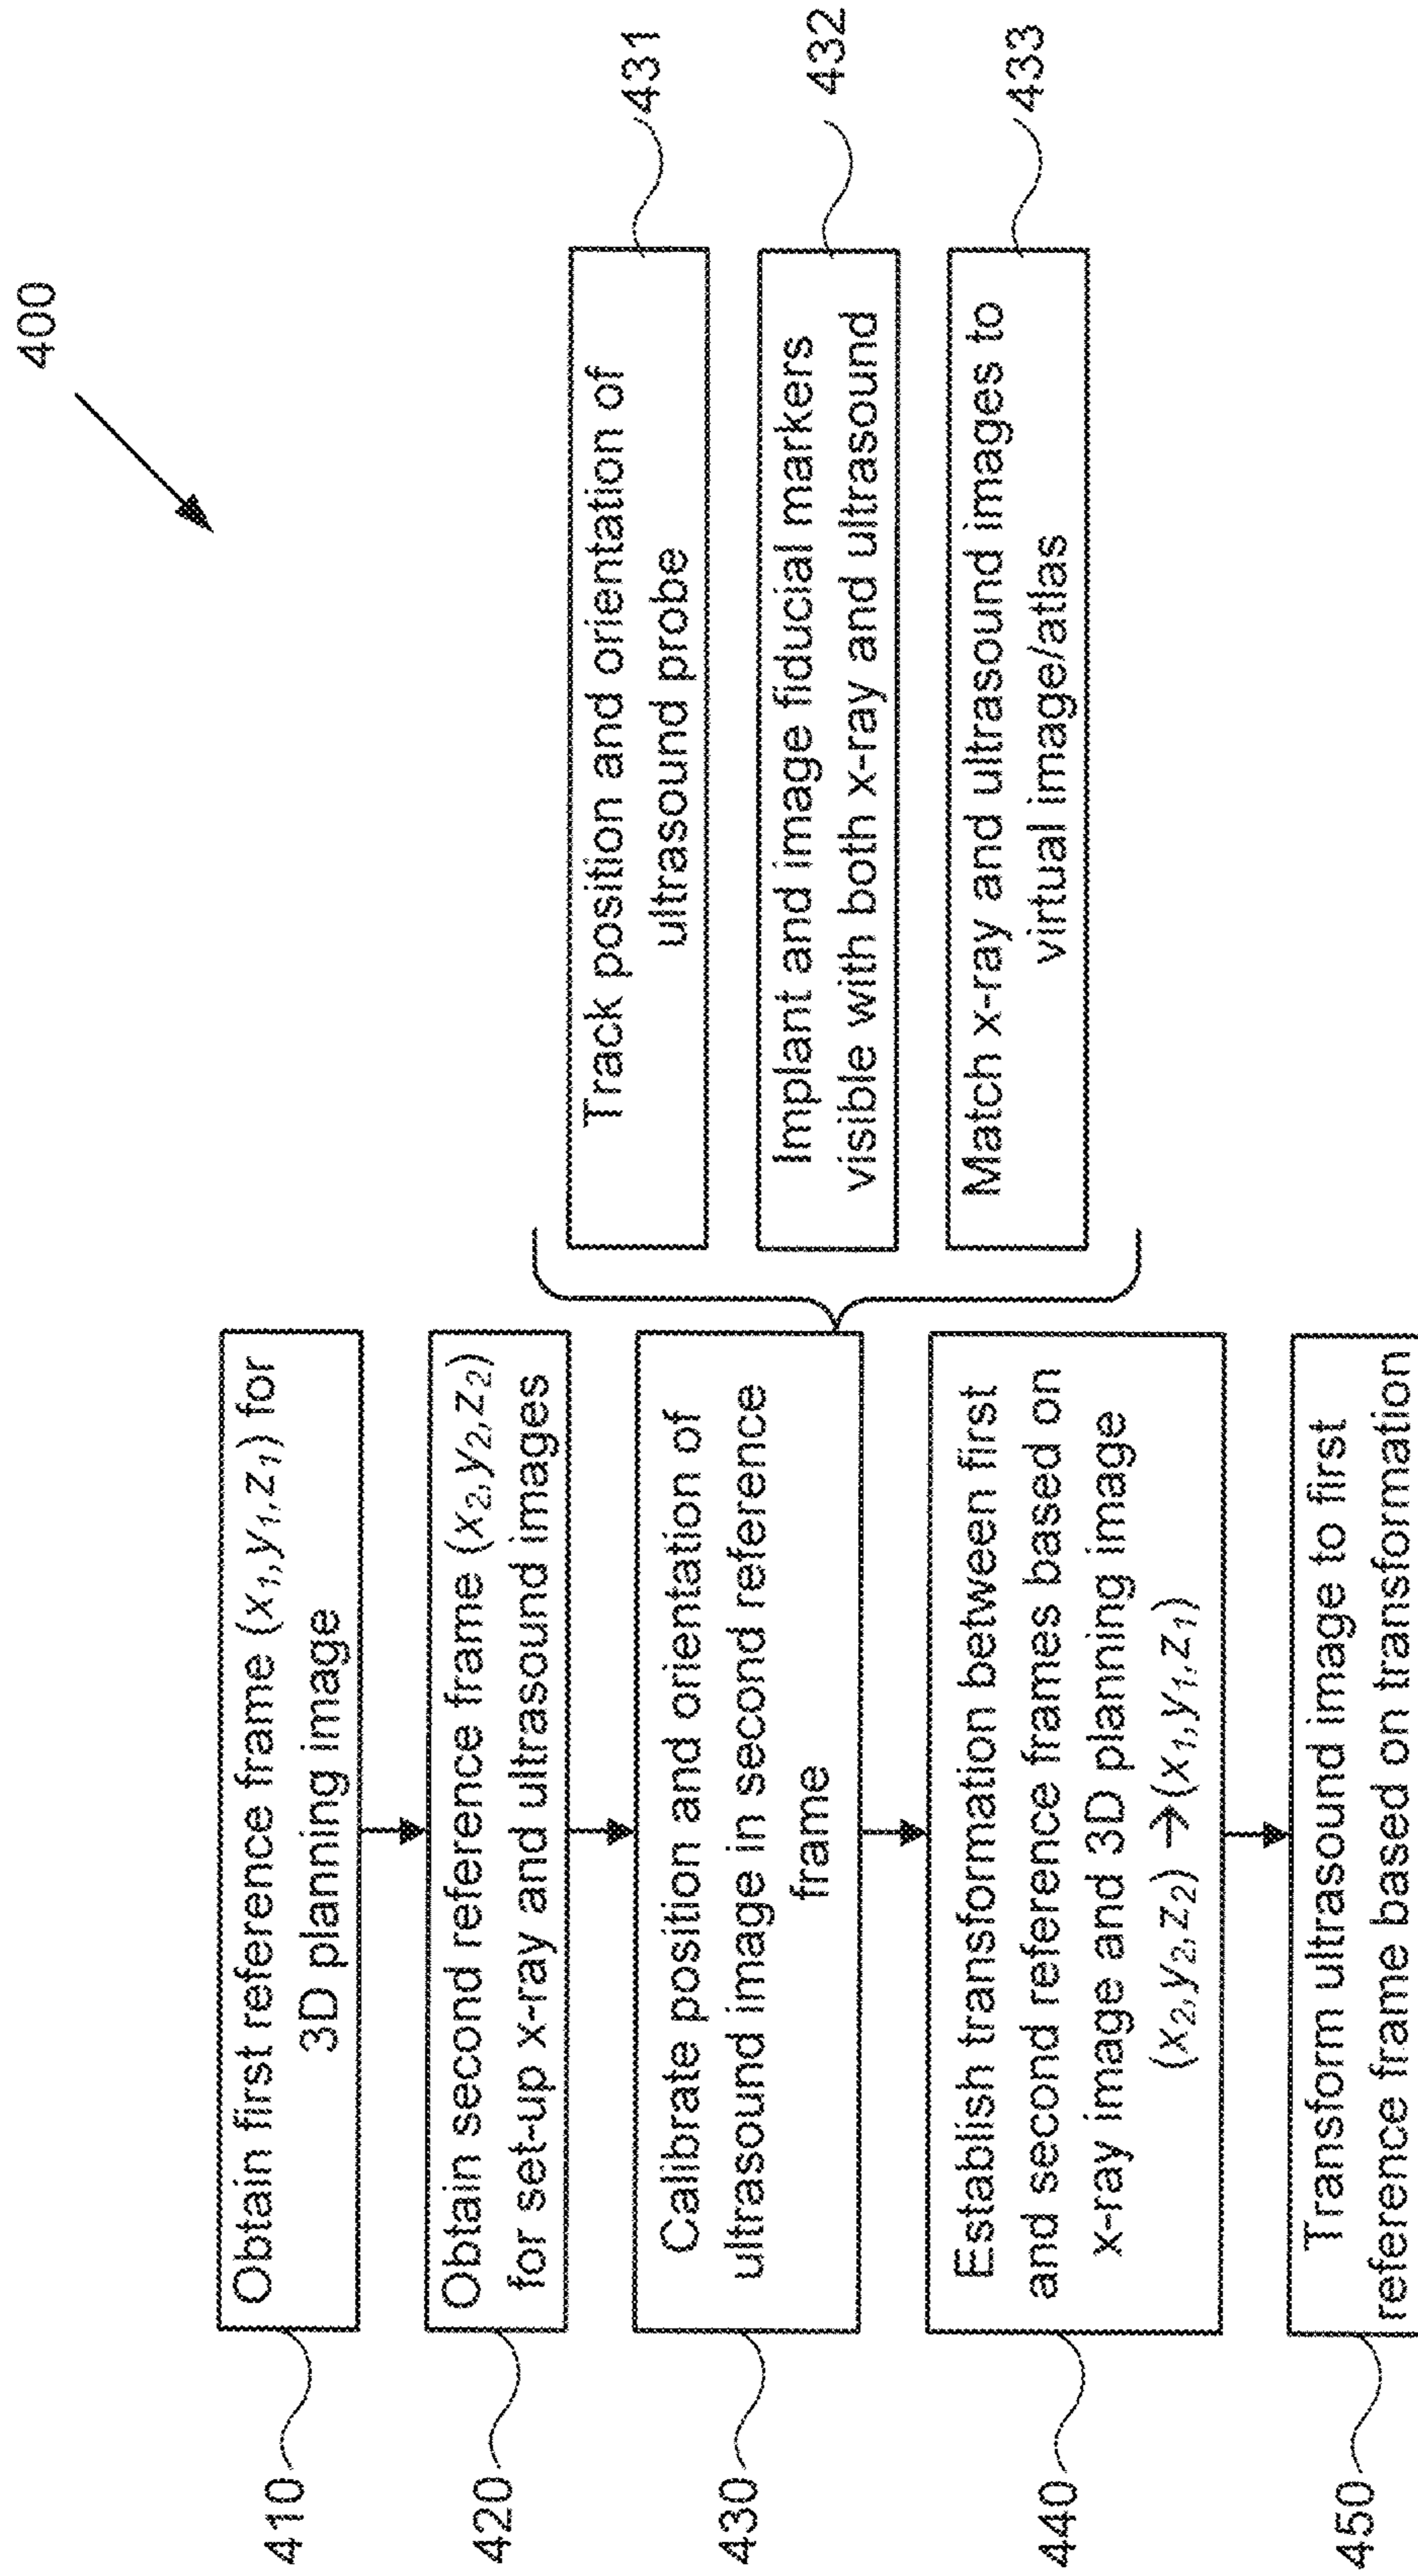 400
410
Obtain first reference frame (x₁,y₁,z₁) for
3D planning image
420
Obtain second reference frame (x₂,y₂,z₂)
for set-up x-ray and ultrasound images
430
Calibrate position and orientation of
ultrasound image in second reference
frame
Track position and orientation of
ultrasound probe
431
Implant and image fiducial markers
visible with both x-ray and ultrasound
432
Match x-ray and ultrasound images to
virtual image/atlas
433
440
Establish transformation between first
and second reference frames based on
x-ray image and 3D planning image
(x₂,y₂,z₂) →(x₁,y₁,z₁)
450
Transform ultrasound image to first
reference frame based on transformation